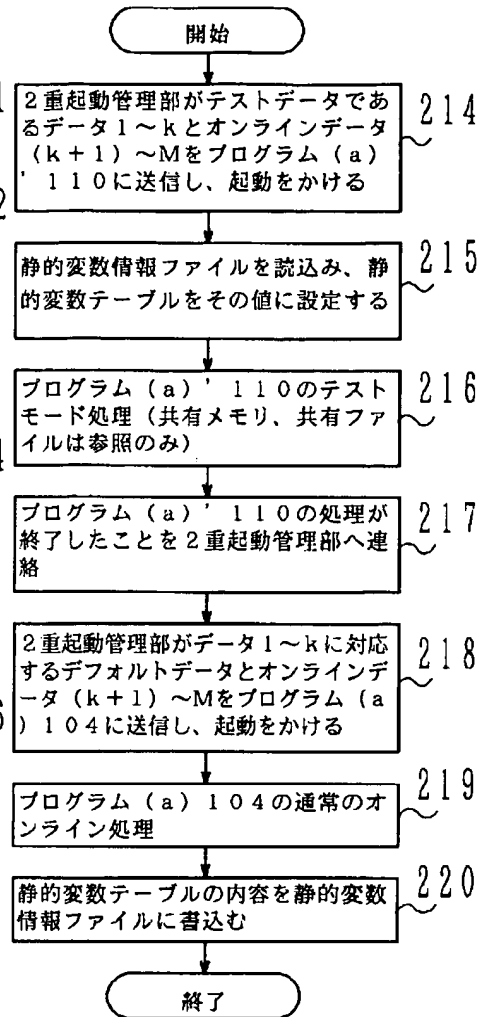 開始
2重起動管理部がテストデータであ
るデータ1~kとオンラインデータ
(k+1)~Mをプログラム(a)
'110に送信し、起動をかける
214
静的変数情報ファイルを読込み、静
的変数テーブルをその値に設定する
215
プログラム(a)'110のテスト
モード処理(共有メモリ、共有ファ
イルは参照のみ)
216
プログラム(a)'110の処理が
終了したことを2重起動管理部へ連
絡
217
2重起動管理部がデータ1~kに対応
するデフォルトデータとオンラインデ
ータ(k+1)~Mをプログラム(a
)104に送信し、起動をかける
218
プログラム(a)104の通常のオ
ンライン処理
219
静的変数テーブルの内容を静的変数
情報ファイルに書込む
220
終了